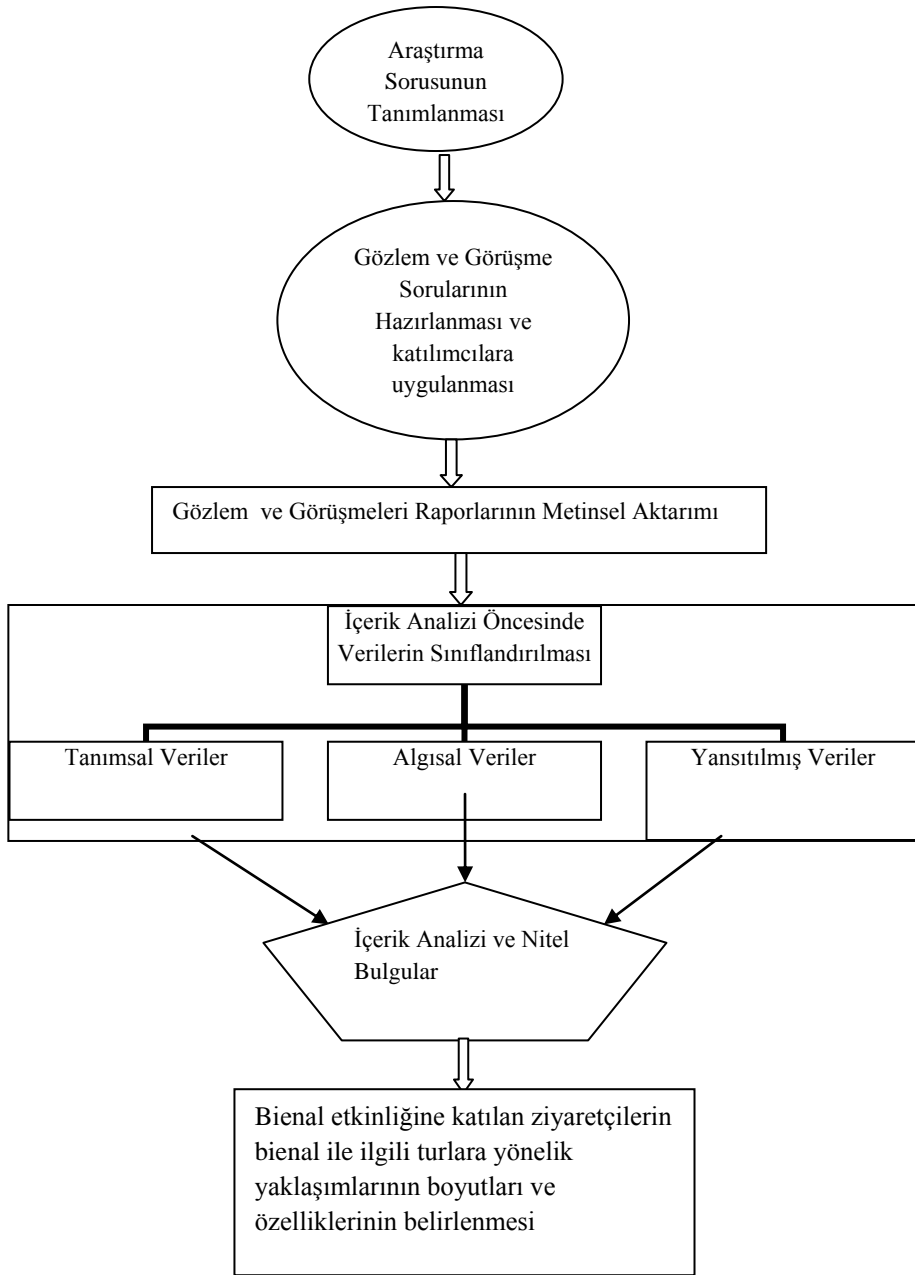 Araştırma
Sorusunun
Tanımlanması
Gözlem ve Görüşme
Sorularının
Hazırlanması ve
katılımcılara
uygulanması
Gözlem ve Görüşmeleri Raporlarının Metinsel Aktarımı
İçerik Analizi Öncesinde
Verilerin Sınıflandırılması
Tanımsal Veriler
Algısal Veriler
Yansıtılmış Veriler
İçerik Analizi ve Nitel
Bulgular
Bienal etkinliğine katılan ziyaretçilerin
bienal ile ilgili turlara yönelik
yaklaşımlarının boyutları ve
özelliklerinin belirlenmesi